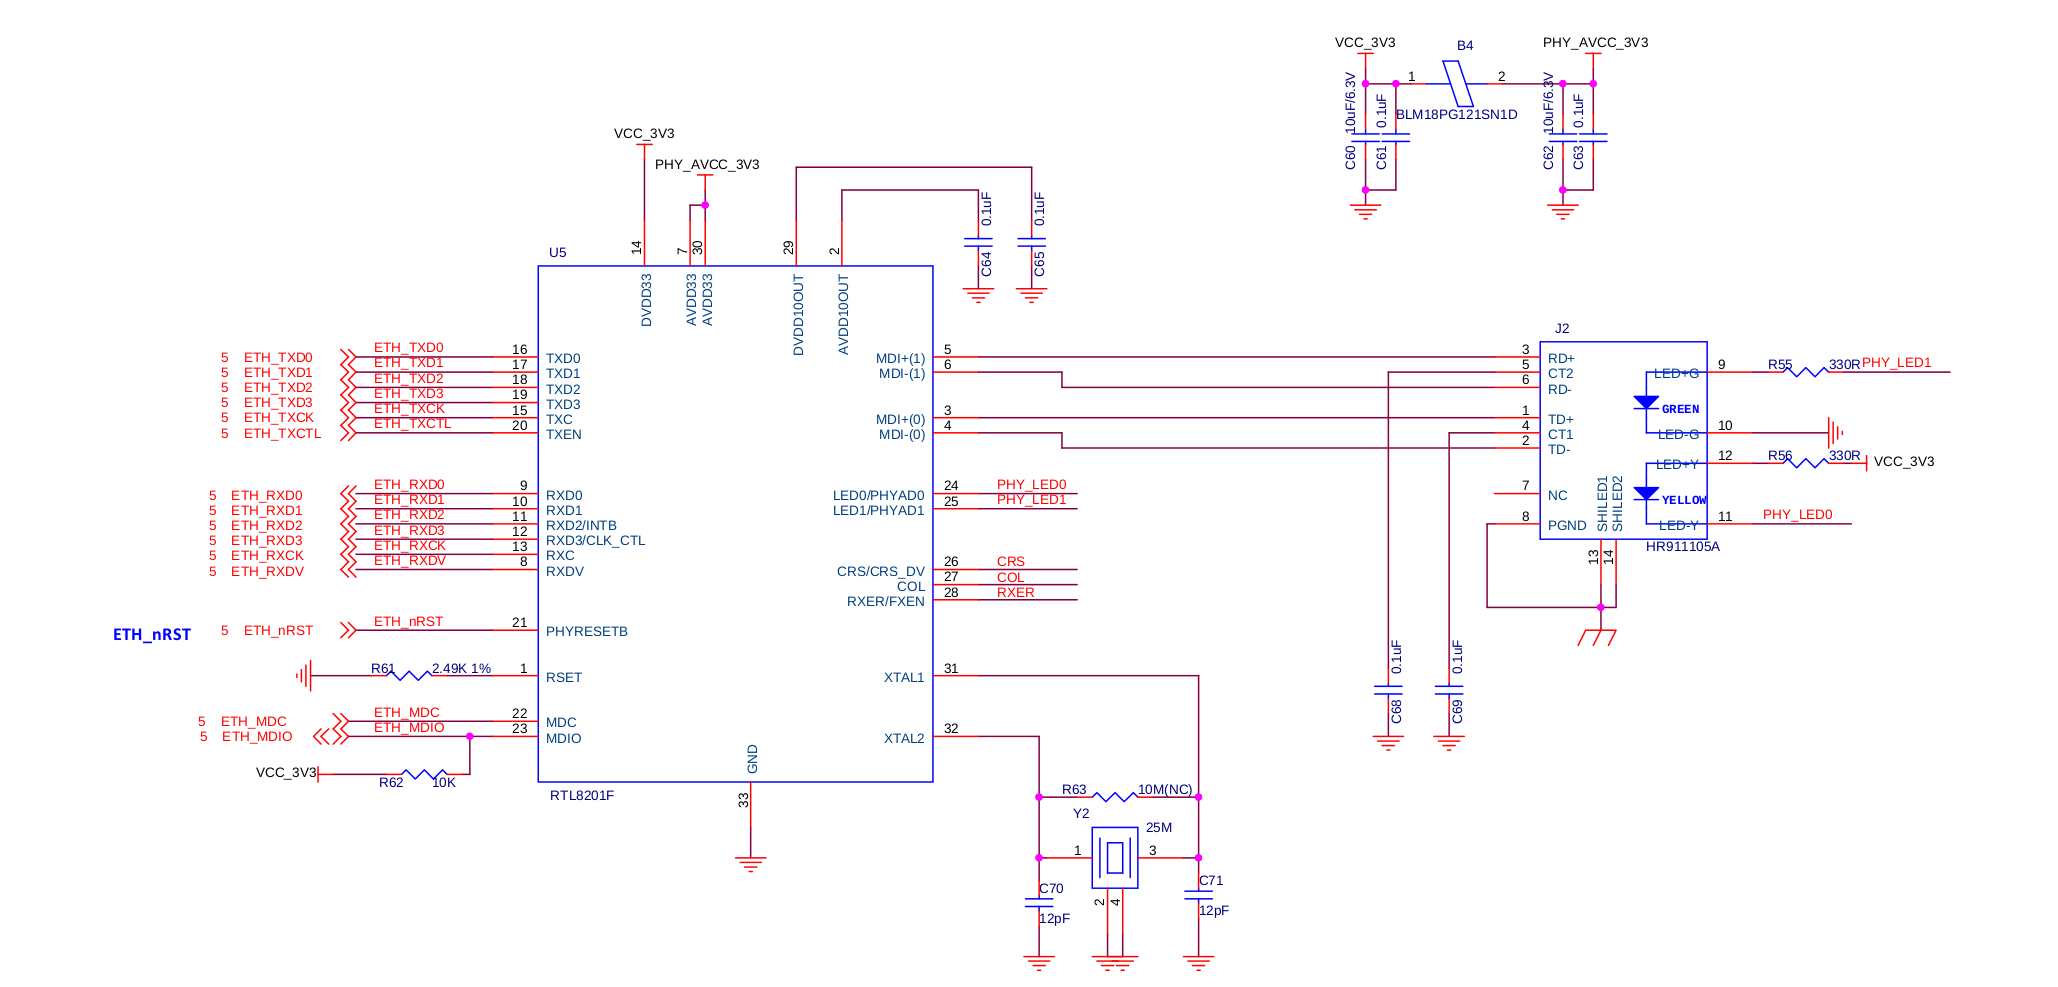 VCC_3V3
B4
PHY_AVCC_3V3
1
2
BLM18PG121SN1D
C60 10uF/6.3V
C61 0.1uF
C62 10uF/6.3V
C63 0.1uF
VCC_3V3
PHY_AVCC_3V3
14
7
30
29
2
C64 0.1uF
C65 0.1uF
U5
DVDD33
AVDD33
AVDD33
DVDD10OUT
AVDD10OUT
5 ETH_TXD0 ETH_TXD0 16 TXD0
5 ETH_TXD1 ETH_TXD1 17 TXD1
5 ETH_TXD2 ETH_TXD2 18 TXD2
5 ETH_TXD3 ETH_TXD3 19 TXD3
5 ETH_TXCK ETH_TXCK 15 TXC
5 ETH_TXCTL ETH_TXCTL 20 TXEN
5 ETH_RXD0 ETH_RXD0 9 RXD0
5 ETH_RXD1 ETH_RXD1 10 RXD1
5 ETH_RXD2 ETH_RXD2 11 RXD2/INTB
5 ETH_RXD3 ETH_RXD3 12 RXD3/CLK_CTL
5 ETH_RXCK ETH_RXCK 13 RXC
5 ETH_RXDV ETH_RXDV 8 RXDV
ETH_nRST 5 ETH_nRST ETH_nRST 21 PHYRESETB
R61 2.49K 1% 1 RSET
5 ETH_MDC ETH_MDC 22 MDC
5 ETH_MDIO ETH_MDIO 23 MDIO
VCC_3V3 R62 10K
MDI+(1) 5
MDI-(1) 6
MDI+(0) 3
MDI-(0) 4
LED0/PHYAD0 24 PHY_LED0
LED1/PHYAD1 25 PHY_LED1
CRS/CRS_DV 26 CRS
COL 27 COL
RXER/FXEN 28 RXER
XTAL1 31
XTAL2 32
GND
33
RTL8201F
R63 10M(NC)
Y2
25M
1
3
2
4
C70
12pF
C71
12pF
C68 0.1uF
C69 0.1uF
J2
3 RD+
5 CT2
6 RD-
1 TD+
4 CT1
2 TD-
7 NC
8 PGND
LED+G 9 R55 330R PHY_LED1
GREEN
LED-G 10
LED+Y 12 R56 330R VCC_3V3
YELLOW
LED-Y 11 PHY_LED0
SHILED1
SHILED2
HR911105A
13
14